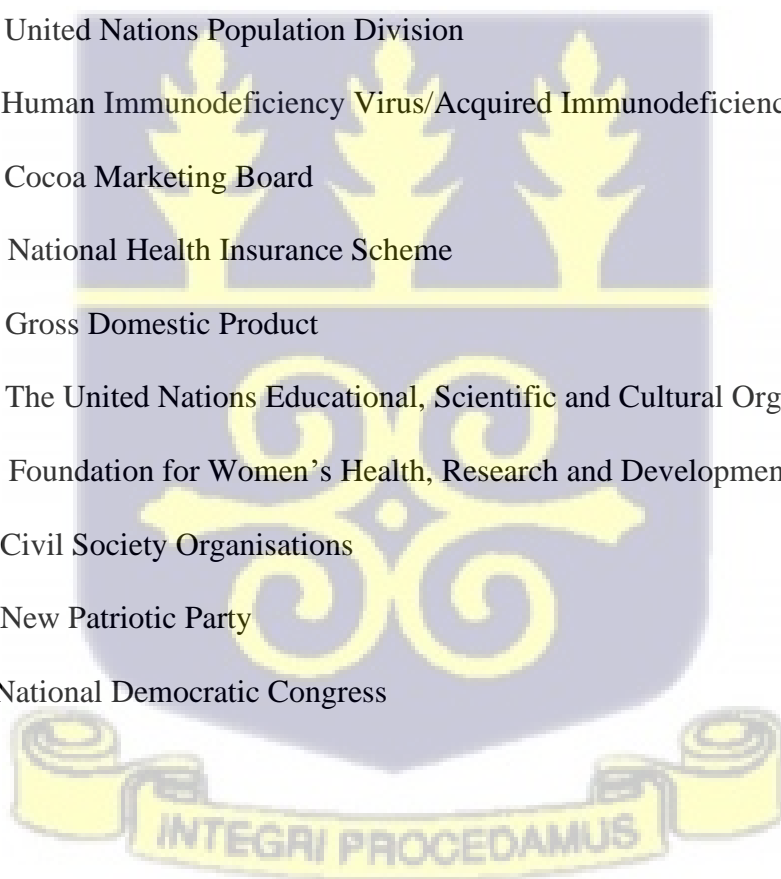 United Nations Population Division
Human Immunodeficiency Virus/Acquired Immunodeficienc
Cocoa Marketing Board
National Health Insurance Scheme
Gross Domestic Product
The United Nations Educational, Scientific and Cultural Org
Foundation for Women’s Health, Research and Developmen
Civil Society Organisations
New Patriotic Party
National Democratic Congress
INTEGRI PROCEDAMUS